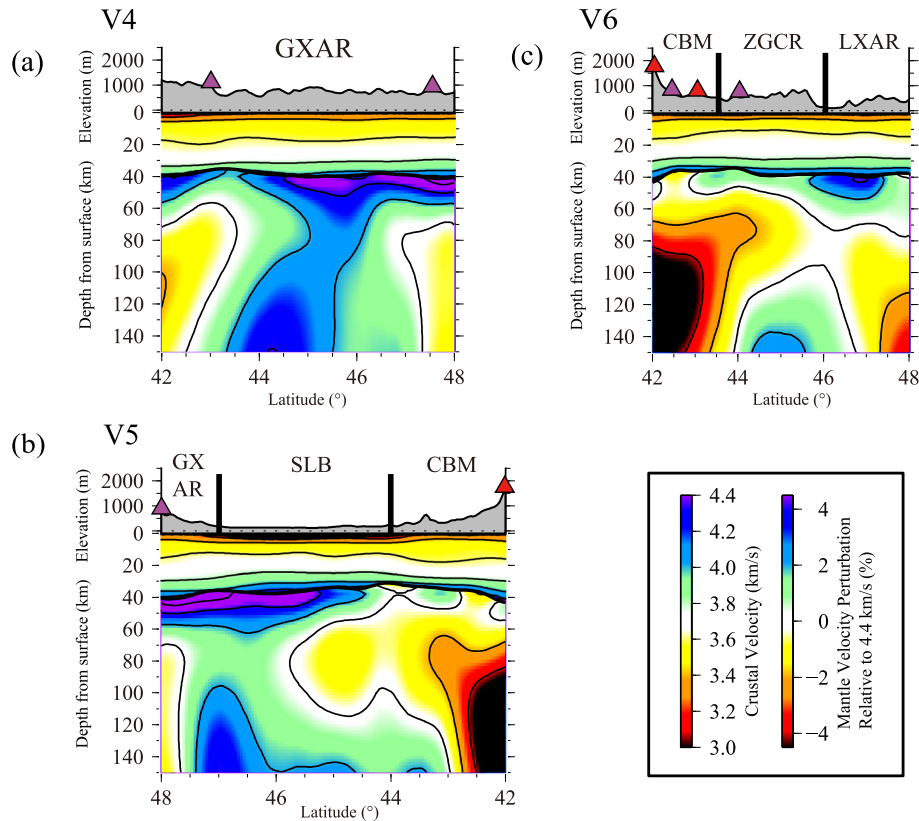 V4
(a)
GXAR
Elevation (m)
2000
1000
0
20
40
60
80
100
120
140
Depth from surface (km)
42
44
46
48
Latitude (°)
V6
(c)
CBM
ZGCR
LXAR
Elevation (m)
2000
1000
0
20
40
60
80
100
120
140
Depth from surface (km)
42
44
46
48
Latitude (°)
V5
(b)
GX
AR
SLB
CBM
Elevation (m)
2000
1000
0
20
40
60
80
100
120
140
Depth from surface (km)
48
46
44
42
Latitude (°)
4.4
4.2
4.0
3.8
3.6
3.4
3.2
3.0
Crustal Velocity (km/s)
4
2
0
−2
−4
Mantle Velocity Perturbation
Relative to 4.4 km/s (%)